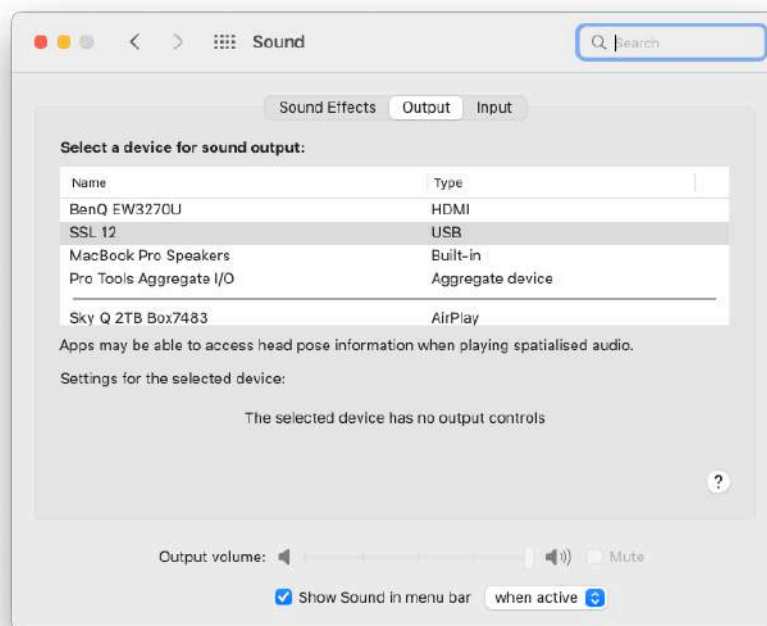 Sound
Search
Sound Effects Output Input
Select a device for sound output:
Name Type
BenQ EW3270U HDMI
SSL 12 USB
MacBook Pro Speakers Built-in
Pro Tools Aggregate I/O Aggregate device
Sky Q 2TB Box7483 AirPlay
Apps may be able to access head pose information when playing spatialised audio.
Settings for the selected device:
The selected device has no output controls
?
Output volume: Mute
Show Sound in menu bar when active